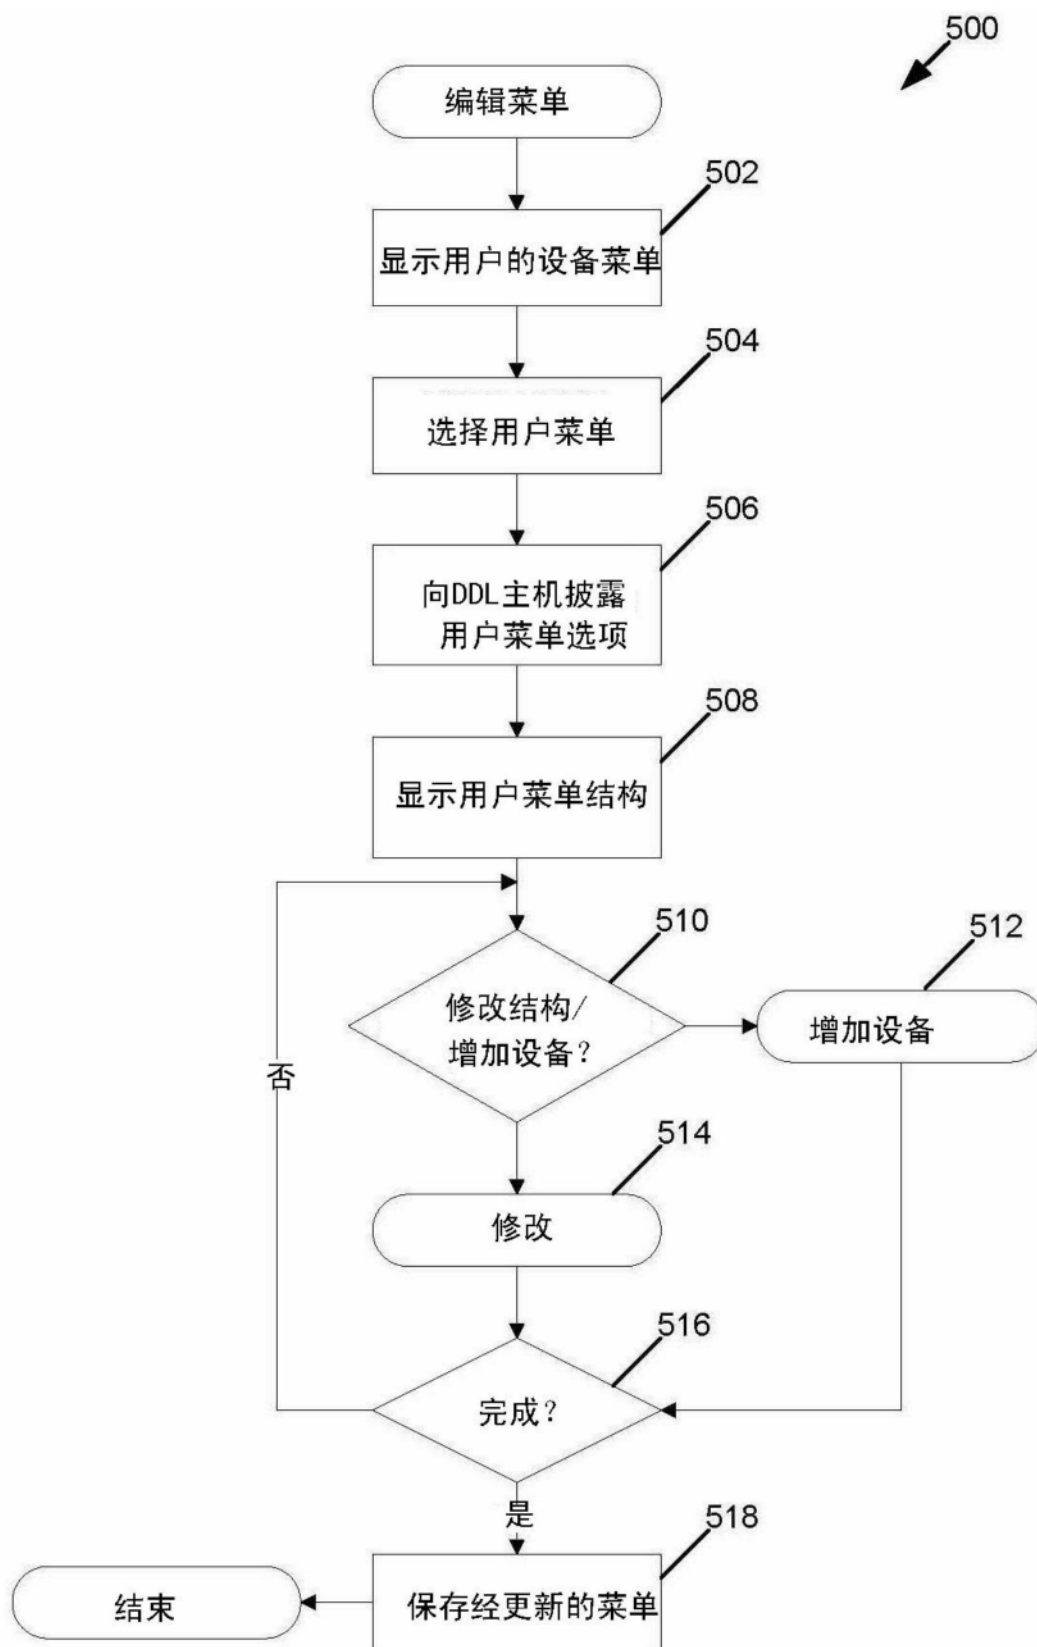 500
编辑菜单
502
显示用户的设备菜单
504
选择用户菜单
506
向DDL主机披露
用户菜单选项
508
显示用户菜单结构
510
512
修改结构/
增加设备?
增加设备
否
514
修改
516
完成?
是
518
保存经更新的菜单
结束